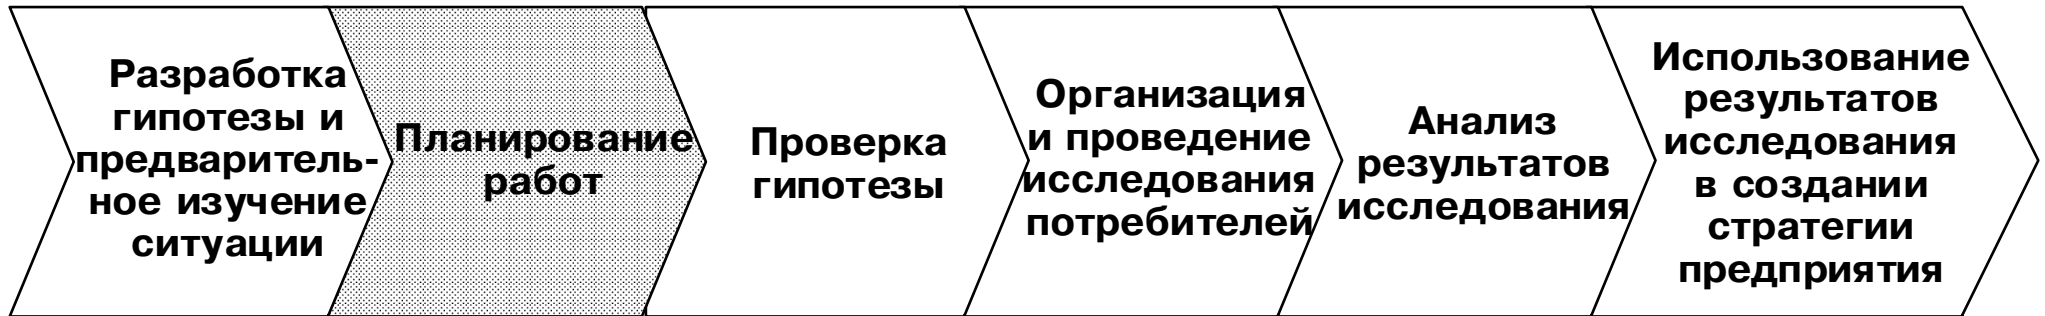 Разработка
гипотезы и
предваритель-
ное изучение
ситуации
Планирование
работ
Проверка
гипотезы
Организация
и проведение
исследования
потребителей
Анализ
результатов
исследования
Использование
результатов
исследования
в создании
стратегии
предприятия